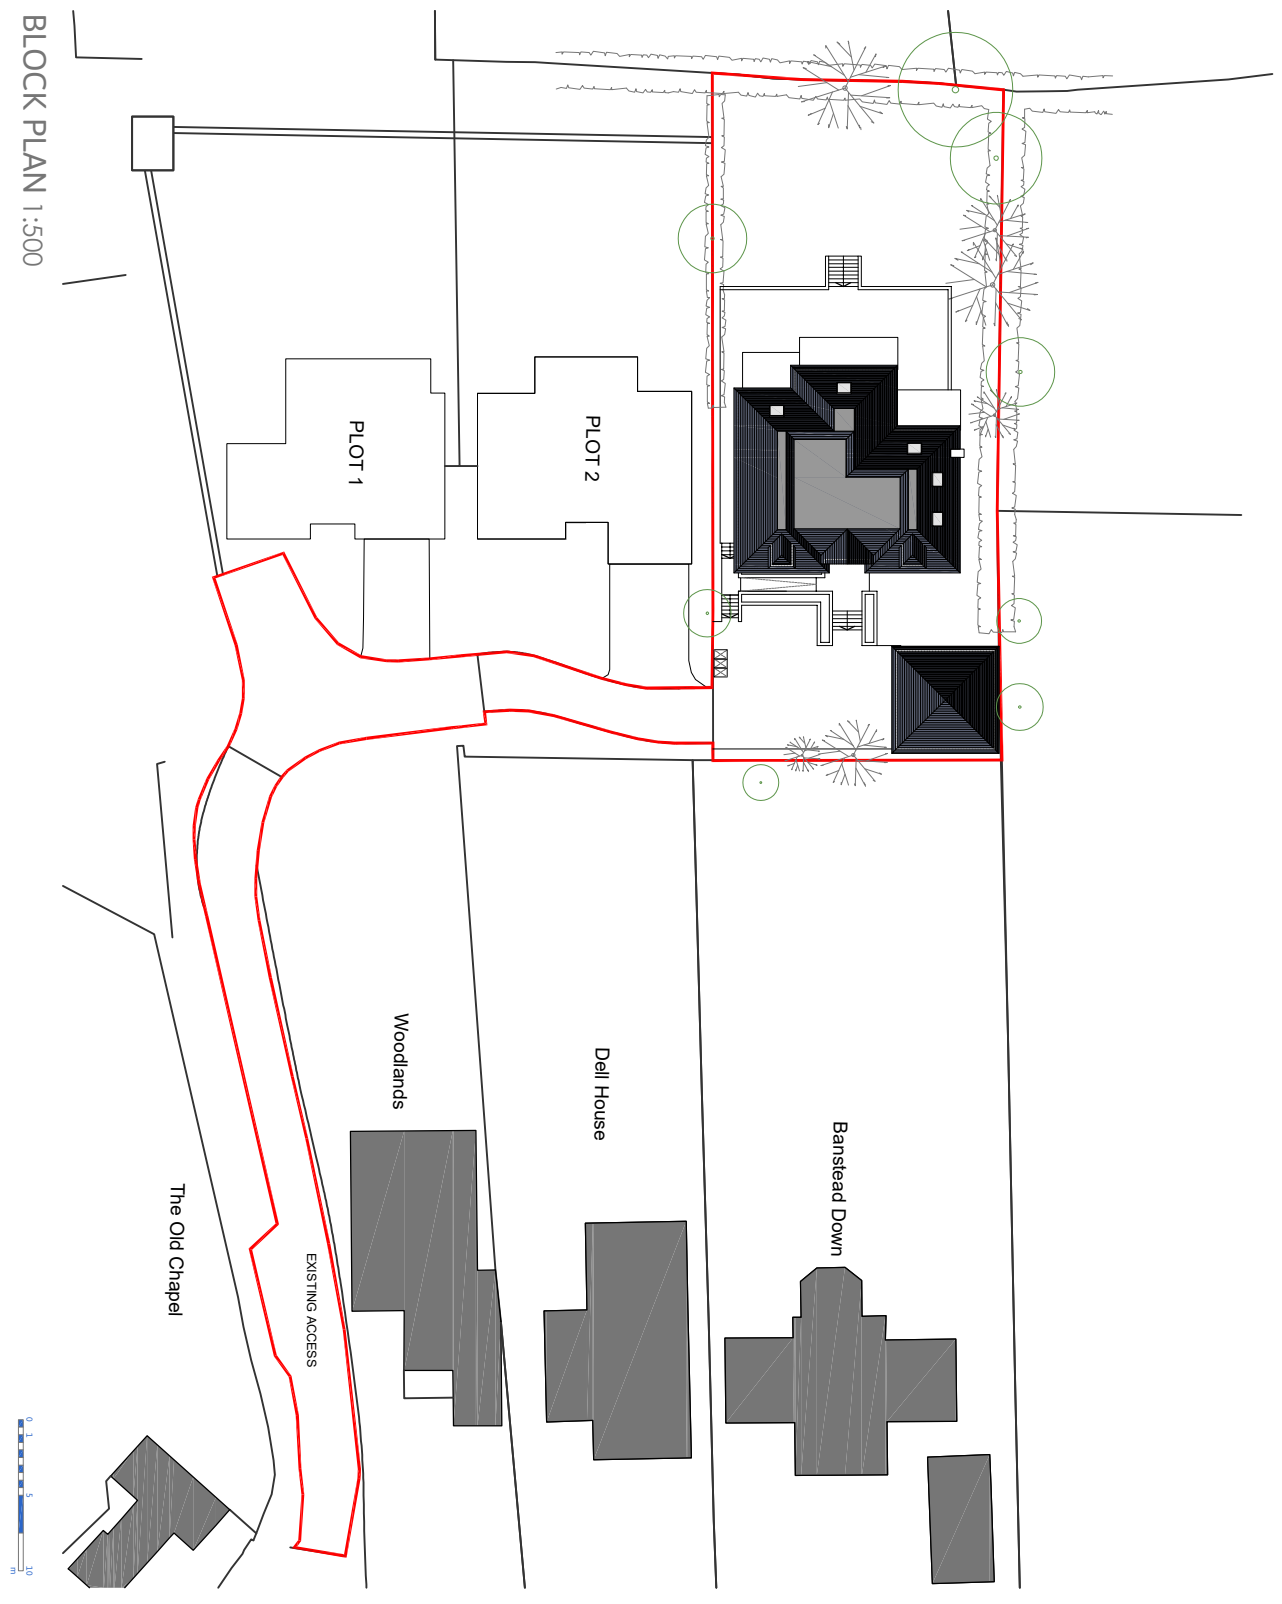 BLOCK PLAN 1:500
PLOT 1
PLOT 2
Woodlands
Dell House
Banstead Down
The Old Chapel
EXISTING ACCESS
0 1 5 10
m